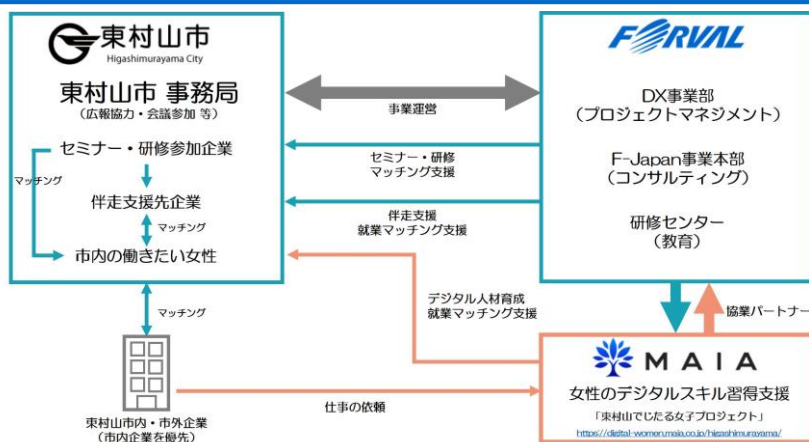 東村山市
Higashimurayama City
東村山市 事務局
（広報協力・会議参加 等）
セミナー・研修参加企業
マッチング
伴走支援先企業
マッチング
市内の働きたい女性
マッチング
東村山市内・市外企業
（市内企業を優先）
事業運営
セミナー・研修
マッチング支援
伴走支援
就業マッチング支援
デジタル人材育成
就業マッチング支援
仕事の依頼
FORVAL
DX事業部
（プロジェクトマネジメント）
F-Japan事業本部
（コンサルティング）
研修センター
（教育）
協業パートナー
MAIA
女性のデジタルスキル習得支援
「東村山でじたる女子プロジェクト」
https://digital-women.maia.co.jp/higashimurayama/